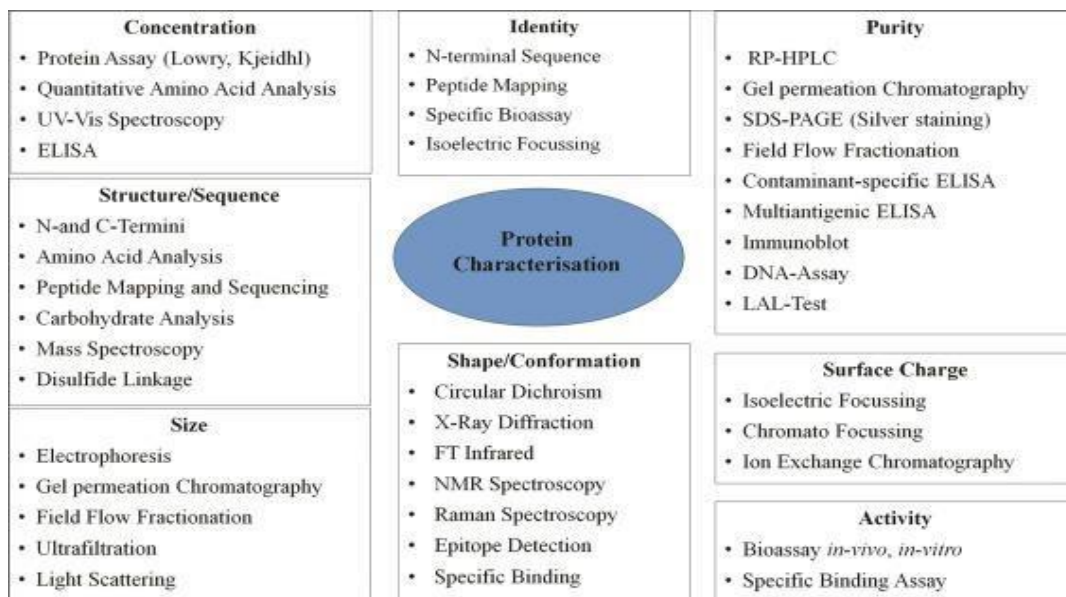 Concentration
• Protein Assay (Lowry, Kjeidhl)
• Quantitative Amino Acid Analysis
• UV-Vis Spectroscopy
• ELISA
Identity
• N-terminal Sequence
• Peptide Mapping
• Specific Bioassay
• Isoelectric Focussing
Purity
• RP-HPLC
• Gel permeation Chromatography
• SDS-PAGE (Silver staining)
• Field Flow Fractionation
• Contaminant-specific ELISA
• Multiantigenic ELISA
• Immunoblot
• DNA-Assay
• LAL-Test
Structure/Sequence
• N-and C-Termini
• Amino Acid Analysis
• Peptide Mapping and Sequencing
• Carbohydrate Analysis
• Mass Spectroscopy
• Disulfide Linkage
Protein
Characterisation
Size
• Electrophoresis
• Gel permeation Chromatography
• Field Flow Fractionation
• Ultrafiltration
• Light Scattering
Shape/Conformation
• Circular Dichroism
• X-Ray Diffraction
• FT Infrared
• NMR Spectroscopy
• Raman Spectroscopy
• Epitope Detection
• Specific Binding
Surface Charge
• Isoelectric Focussing
• Chromato Focussing
• Ion Exchange Chromatography
Activity
• Bioassay in-vivo, in-vitro
• Specific Binding Assay